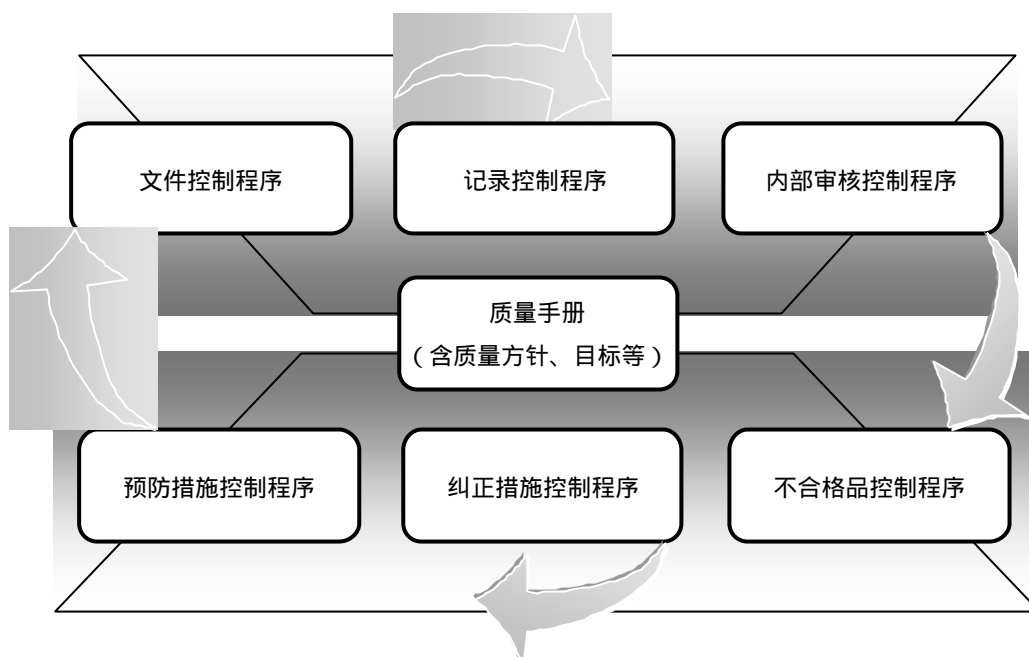 文件控制程序
记录控制程序
内部审核控制程序
质量手册
（含质量方针、目标等）
预防措施控制程序
纠正措施控制程序
不合格品控制程序